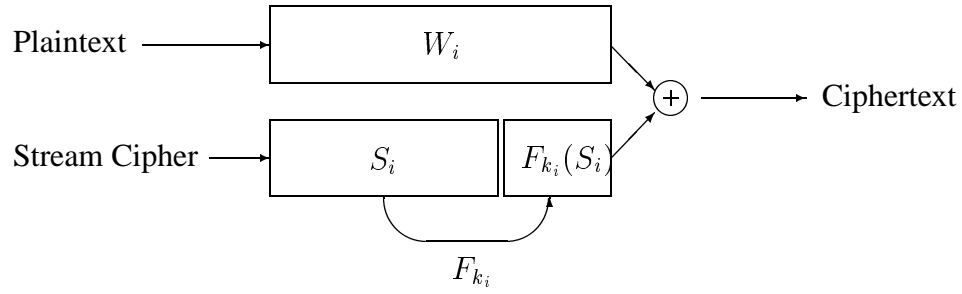 Plaintext
W_i
Ciphertext
Stream Cipher
S_i
F_{k_i}(S_i)
F_{k_i}